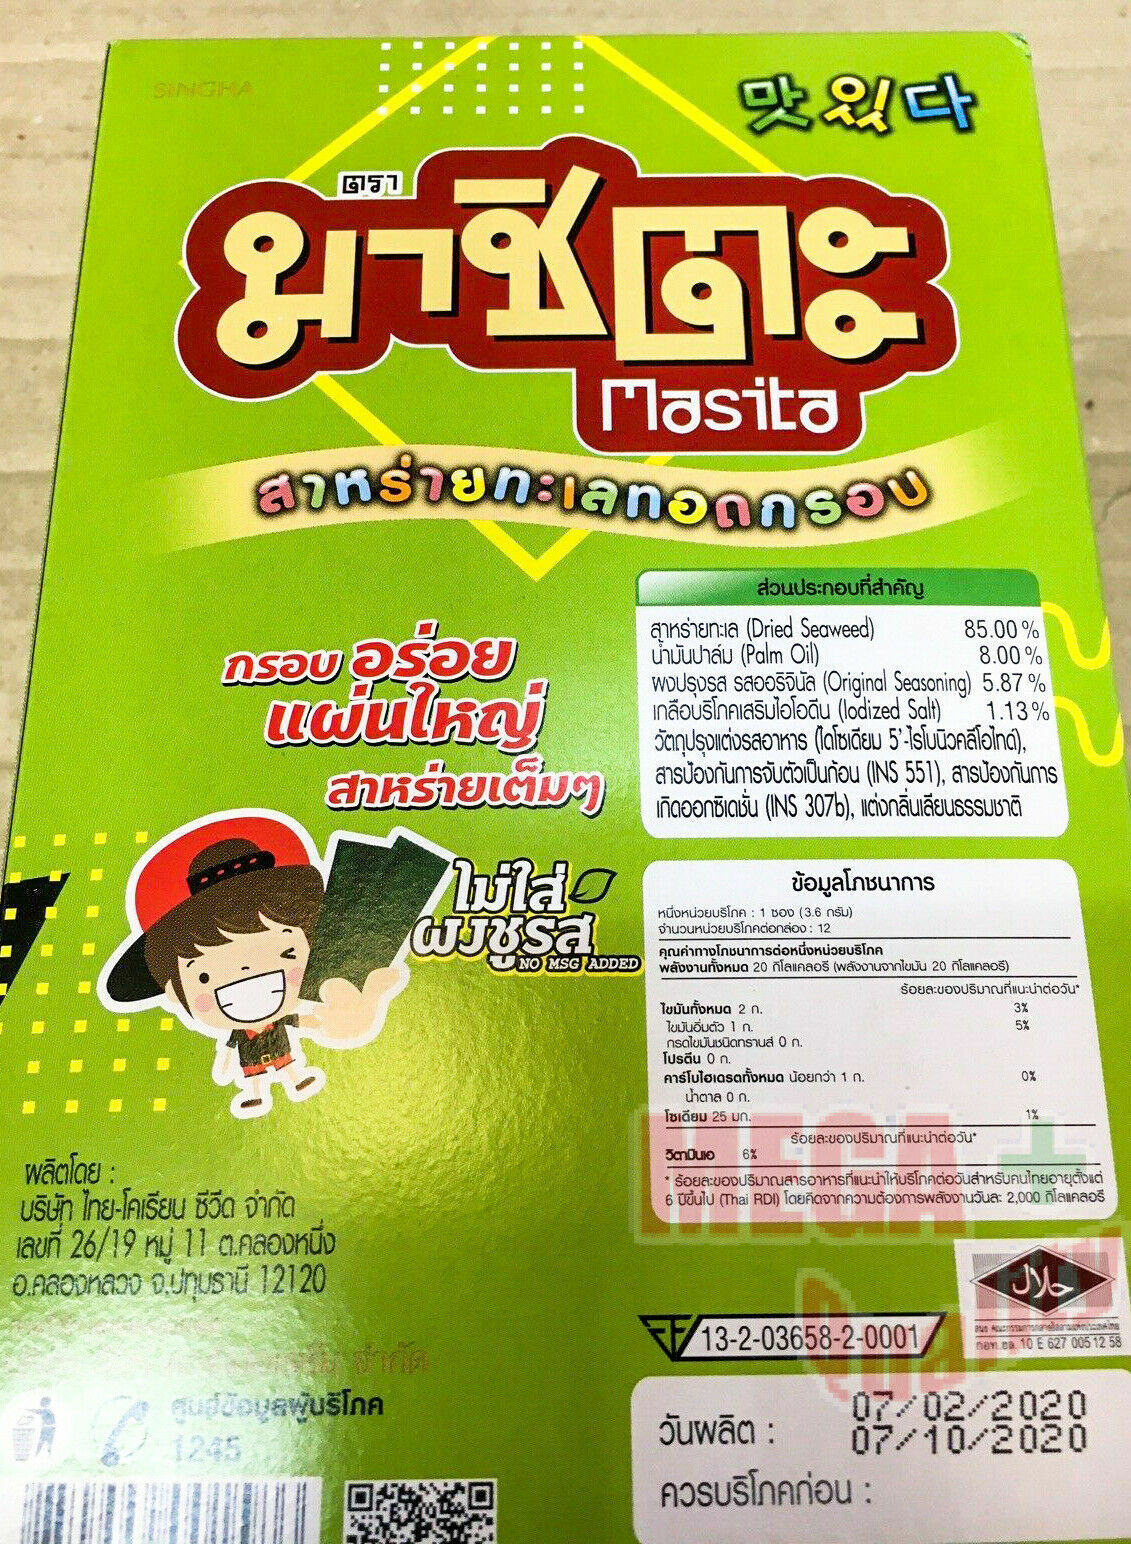 SINGHA
맛있다
ตรา
มาชิตะ
Masita
สาหร่ายทะเลทอดกรอบ
กรอบ อร่อย
แผ่นใหญ่
สาหร่ายเต็มๆ
ไม่ใส่
ผงชูรส
NO MSG ADDED
ส่วนประกอบที่สำคัญ
สาหร่ายทะเล (Dried Seaweed) 85.00 %
น้ำมันปาล์ม (Palm Oil) 8.00 %
ผงปรุงรส รสออริจินัล (Original Seasoning) 5.87 %
เกลือบริโภคเสริมไอโอดีน (Iodized Salt) 1.13 %
วัตถุปรุงแต่งรสอาหาร (ไดโซเดียม 5'-ไรโบนิวคลีโอไทด์),
สารป้องกันการจับตัวเป็นก้อน (INS 551), สารป้องกันการ
เกิดออกซิเดชั่น (INS 307b), แต่งกลิ่นเลียนธรรมชาติ
ข้อมูลโภชนาการ
หนึ่งหน่วยบริโภค : 1 ซอง (3.6 กรัม)
จำนวนหน่วยบริโภคต่อกล่อง : 12
คุณค่าทางโภชนาการต่อหนึ่งหน่วยบริโภค
พลังงานทั้งหมด 20 กิโลแคลอรี (พลังงานจากไขมัน 20 กิโลแคลอรี)
ร้อยละของปริมาณที่แนะนำต่อวัน*
ไขมันทั้งหมด 2 ก. 3%
ไขมันอิ่มตัว 1 ก. 5%
กรดไขมันชนิดทรานส์ 0 ก.
โปรตีน 0 ก.
คาร์โบไฮเดรตทั้งหมด น้อยกว่า 1 ก. 0%
น้ำตาล 0 ก.
โซเดียม 25 มก. 1%
ร้อยละของปริมาณที่แนะนำต่อวัน*
วิตามินเอ 6%
* ร้อยละของปริมาณสารอาหารที่แนะนำให้บริโภคต่อวันสำหรับคนไทยอายุตั้งแต่
6 ปีขึ้นไป (Thai RDI) โดยคิดจากความต้องการพลังงานวันละ 2,000 กิโลแคลอรี
MEGA+
ผลิตโดย :
บริษัท ไทย-โคเรียน ซีวีด จำกัด
เลขที่ 26/19 หมู่ 11 ต.คลองหนึ่ง
อ.คลองหลวง จ.ปทุมธานี 12120
حلال
กอท.ฮล. 10 E 627 005 12 58
13-2-03658-2-0001
จำกัด
ศูนย์ข้อมูลผู้บริโภค
1245
วันผลิต : 07/02/2020
07/10/2020
ควรบริโภคก่อน :